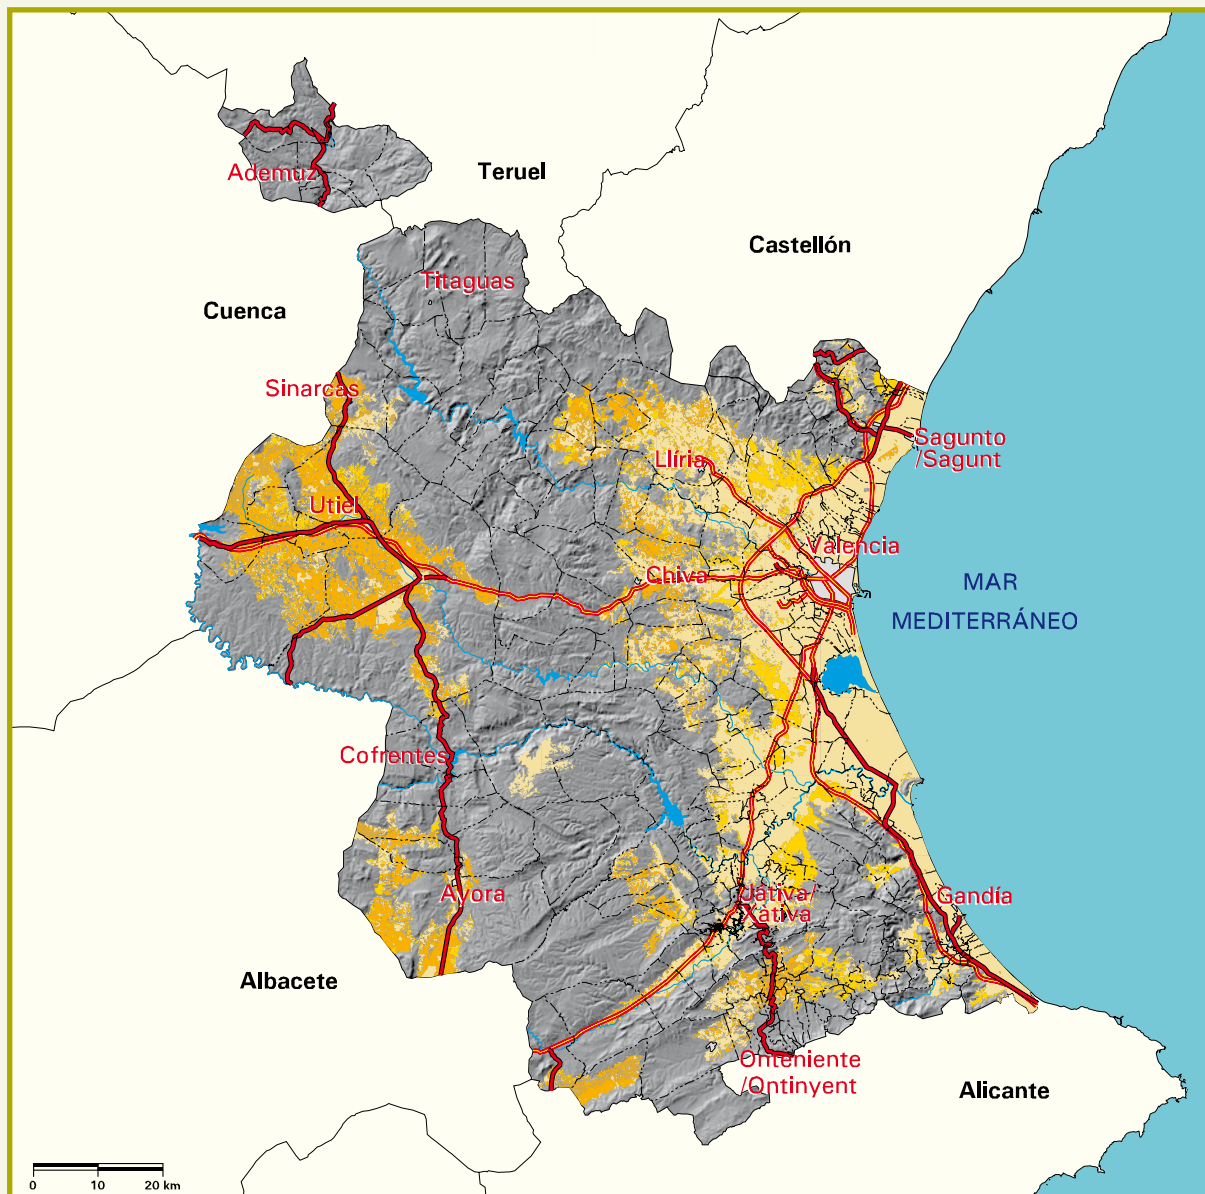 Ademuz
Teruel
Castellón
Titaguas
Cuenca
Sinarcas
Sagunto
/Sagunt
Llíria
Utiel
Valencia
Chiva
MAR
MEDITERRÁNEO
Cofrentes
Ayora
Játiva/
Xátiva
Gandía
Albacete
Onteniente
/Ontinyent
Alicante
0 10 20 km